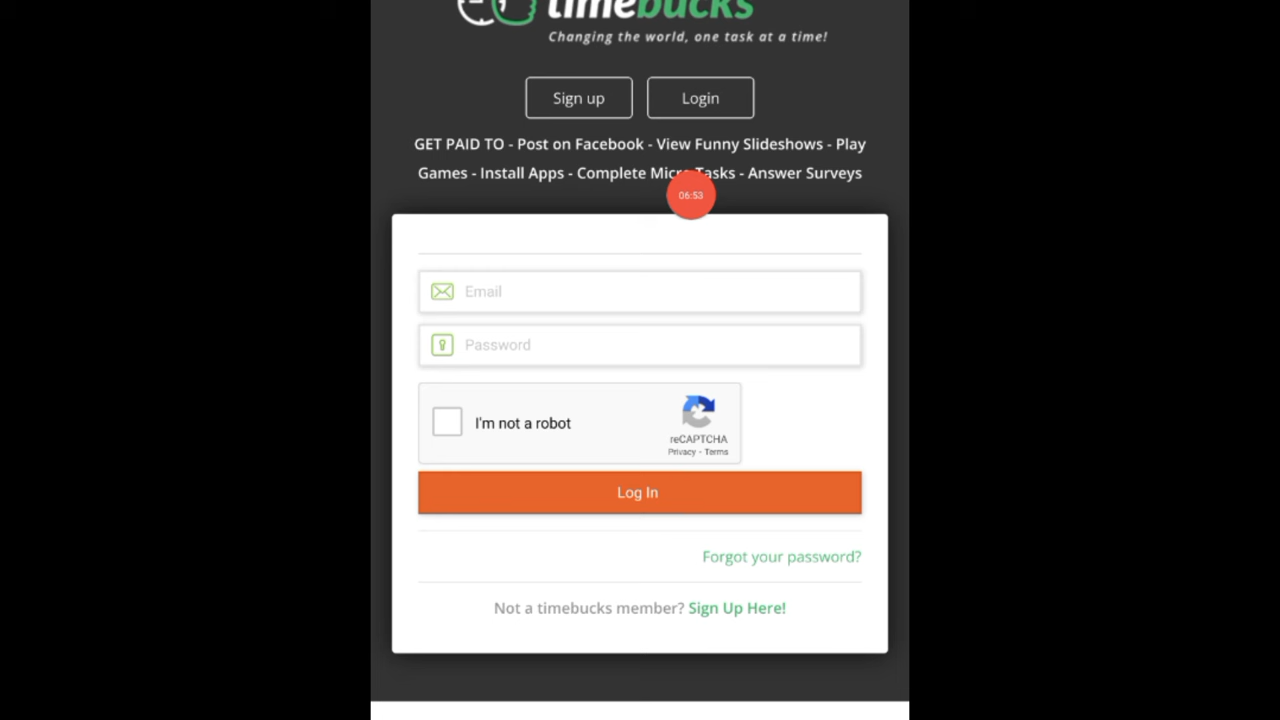 timebucks
Changing the world, one task at a time!
Sign up
Login
GET PAID TO - Post on Facebook - View Funny Slideshows - Play
Games - Install Apps - Complete Micro Tasks - Answer Surveys
06:53
Email
Password
I'm not a robot
reCAPTCHA
Privacy - Terms
Log In
Forgot your password?
Not a timebucks member? Sign Up Here!